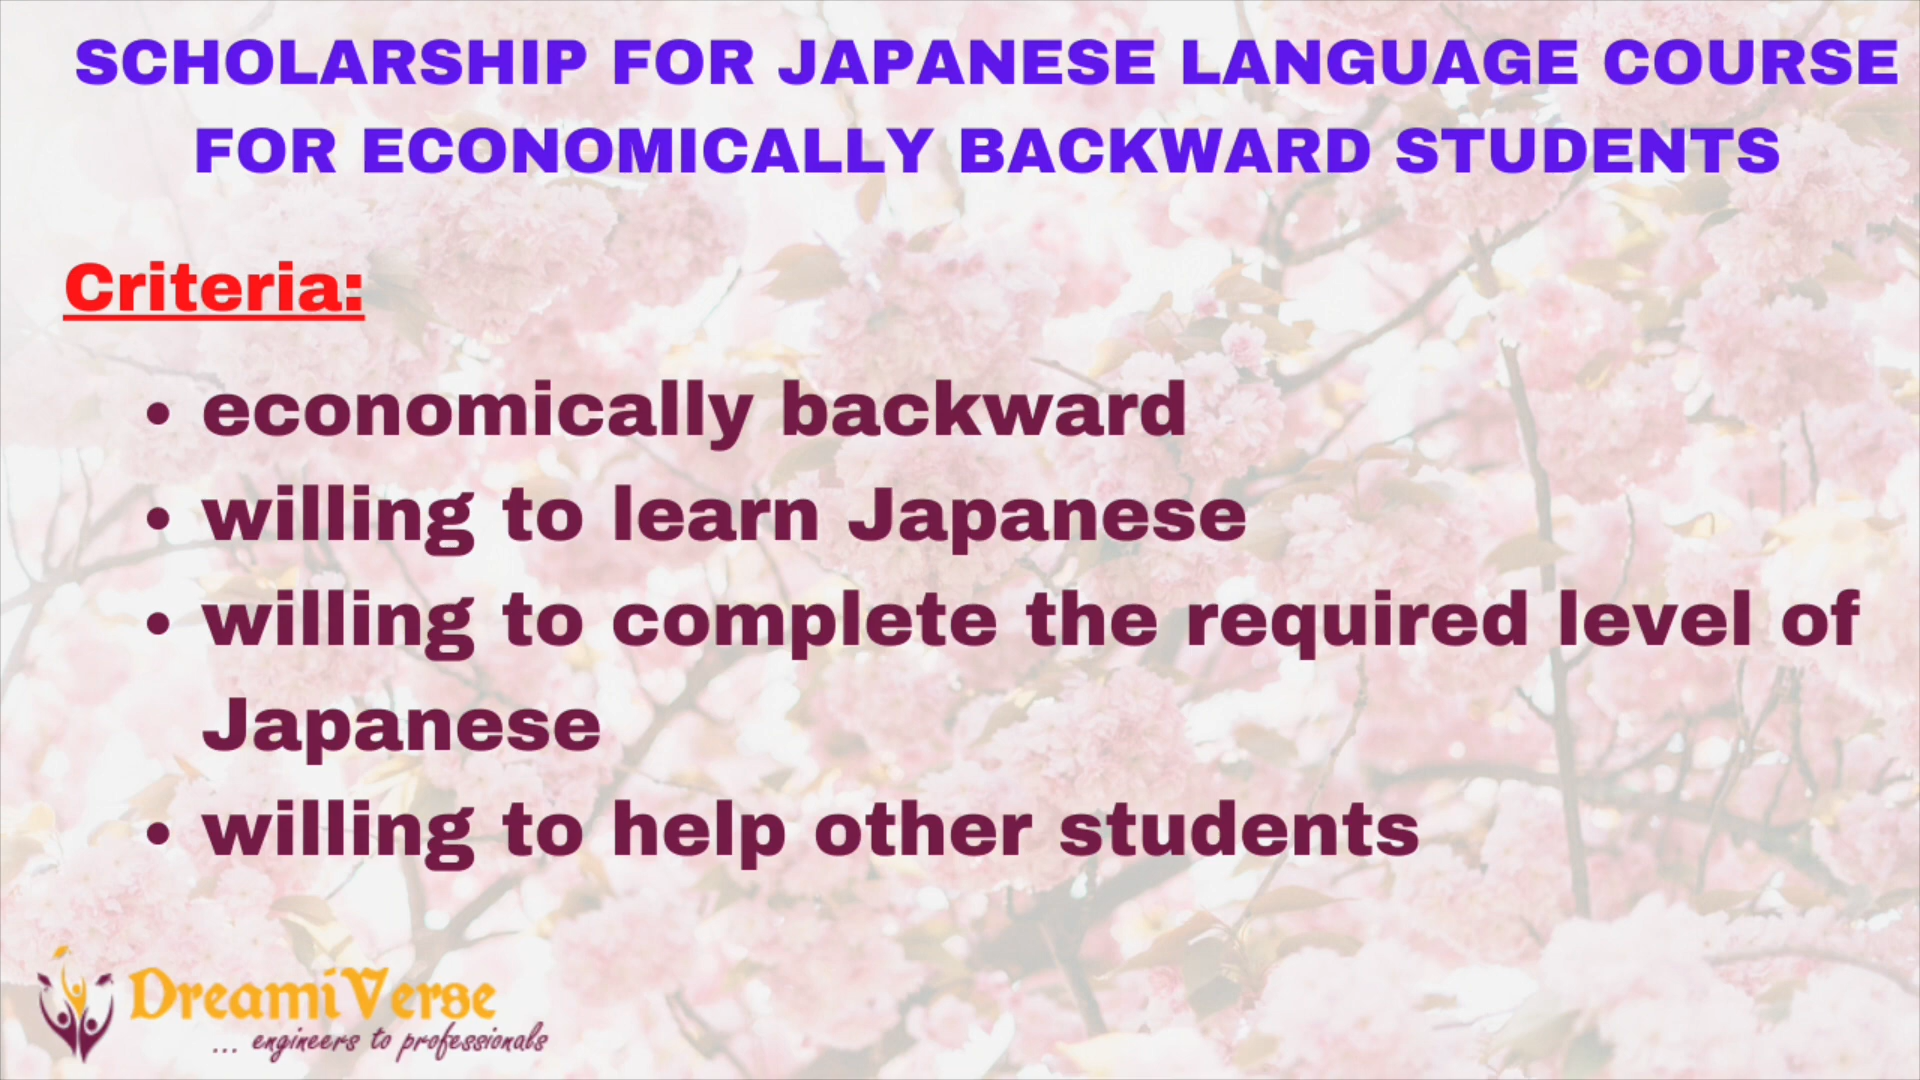 SCHOLARSHIP FOR JAPANESE LANGUAGE COURSE
FOR ECONOMICALLY BACKWARD STUDENTS
Criteria:
• economically backward
• willing to learn Japanese
• willing to complete the required level of
Japanese
• willing to help other students
DreamiVerse
... engineers to professionals